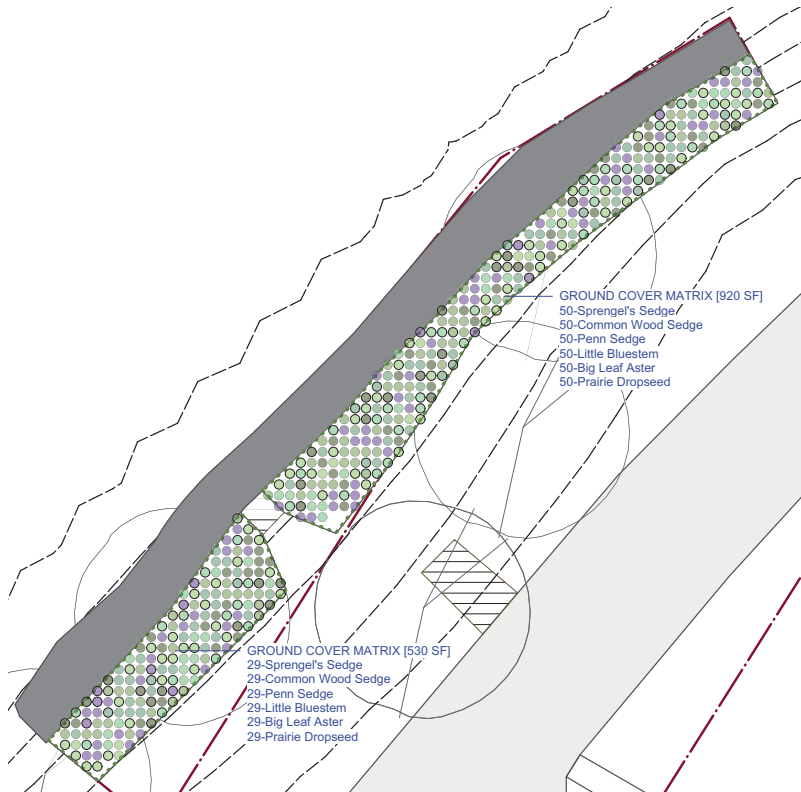 GROUND COVER MATRIX [920 SF]
50-Sprengel's Sedge
50-Common Wood Sedge
50-Penn Sedge
50-Little Bluestem
50-Big Leaf Aster
50-Prairie Dropseed
GROUND COVER MATRIX [530 SF]
29-Sprengel's Sedge
29-Common Wood Sedge
29-Penn Sedge
29-Little Bluestem
29-Big Leaf Aster
29-Prairie Dropseed